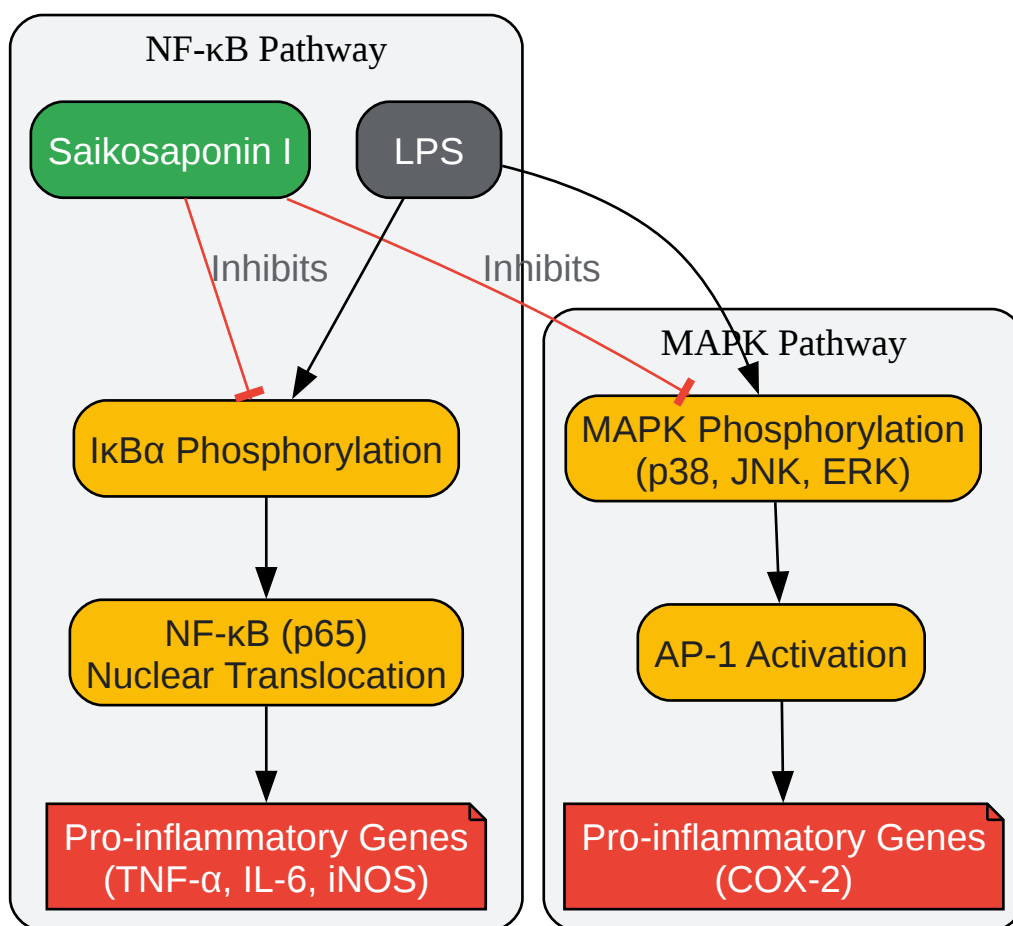 NF-κB Pathway
Saikosaponin I
LPS
Inhibits
Inhibits
MAPK Pathway
IκBα Phosphorylation
MAPK Phosphorylation
(p38, JNK, ERK)
NF-κB (p65)
Nuclear Translocation
AP-1 Activation
Pro-inflammatory Genes
(TNF-α, IL-6, iNOS)
Pro-inflammatory Genes
(COX-2)